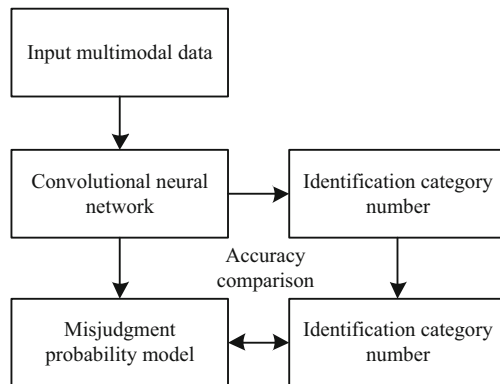 Input multimodal data
Convolutional neural
network
Identification category
number
Accuracy
comparison
Misjudgment
probability model
Identification category
number